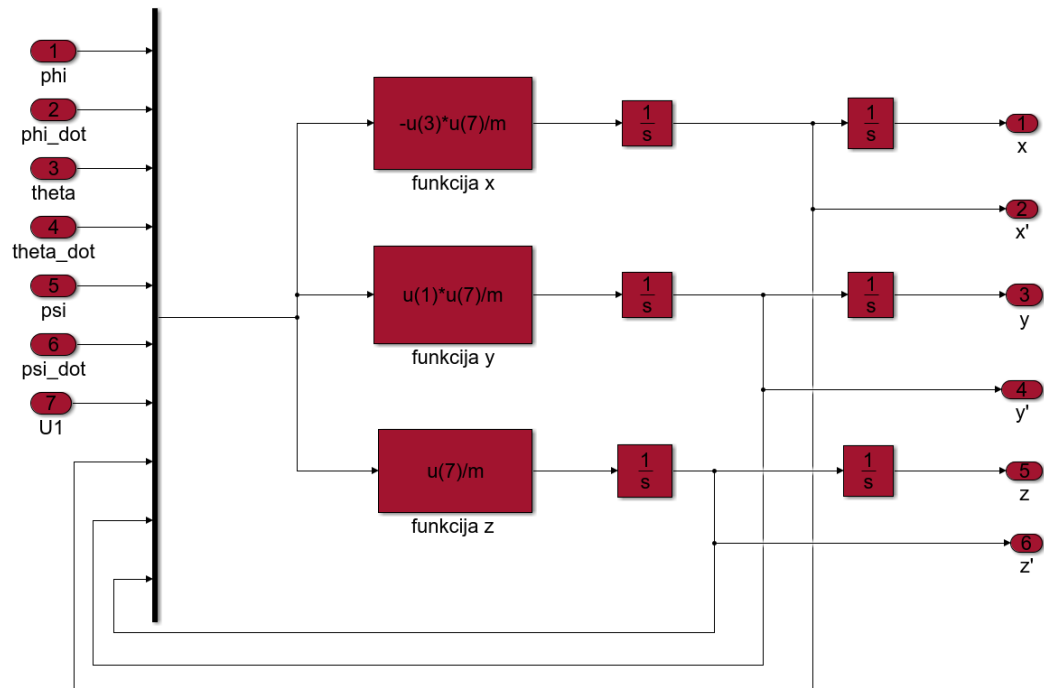 1
phi
2
phi_dot
3
theta
4
theta_dot
5
psi
6
psi_dot
7
U1
-u(3)*u(7)/m
funkcija x
1
s
1
s
1
x
2
x'
u(1)*u(7)/m
funkcija y
1
s
1
s
3
y
4
y'
u(7)/m
funkcija z
1
s
1
s
5
z
6
z'